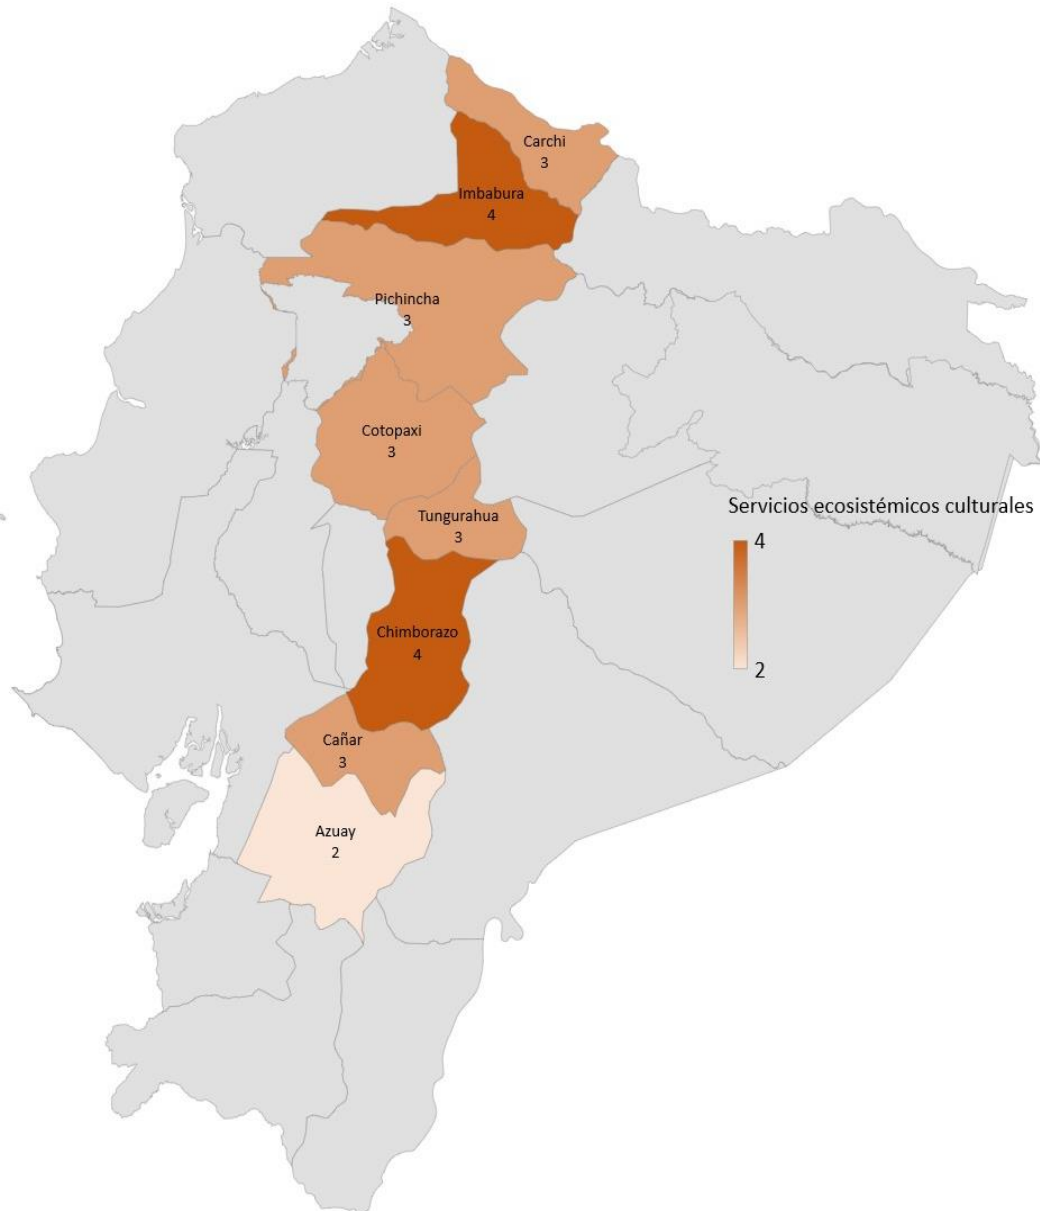 Carchi
3
Imbabura
4
Pichincha
3
Cotopaxi
3
Tungurahua
3
Servicios ecosistémicos culturales
4
2
Chimborazo
4
Cañar
3
Azuay
2